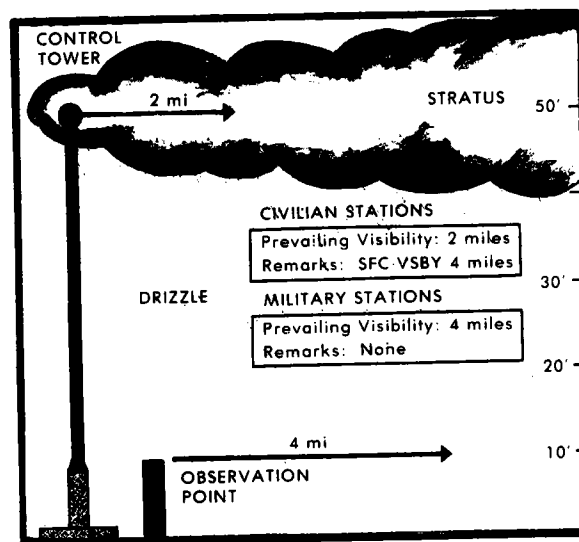 CONTROL
TOWER
2 mi
STRATUS
50'
CIVILIAN STATIONS
Prevailing Visibility: 2 miles
Remarks: SFC VSBY 4 miles
30'
DRIZZLE
MILITARY STATIONS
Prevailing Visibility: 4 miles
Remarks: None
20'
4 mi
10'
OBSERVATION
POINT